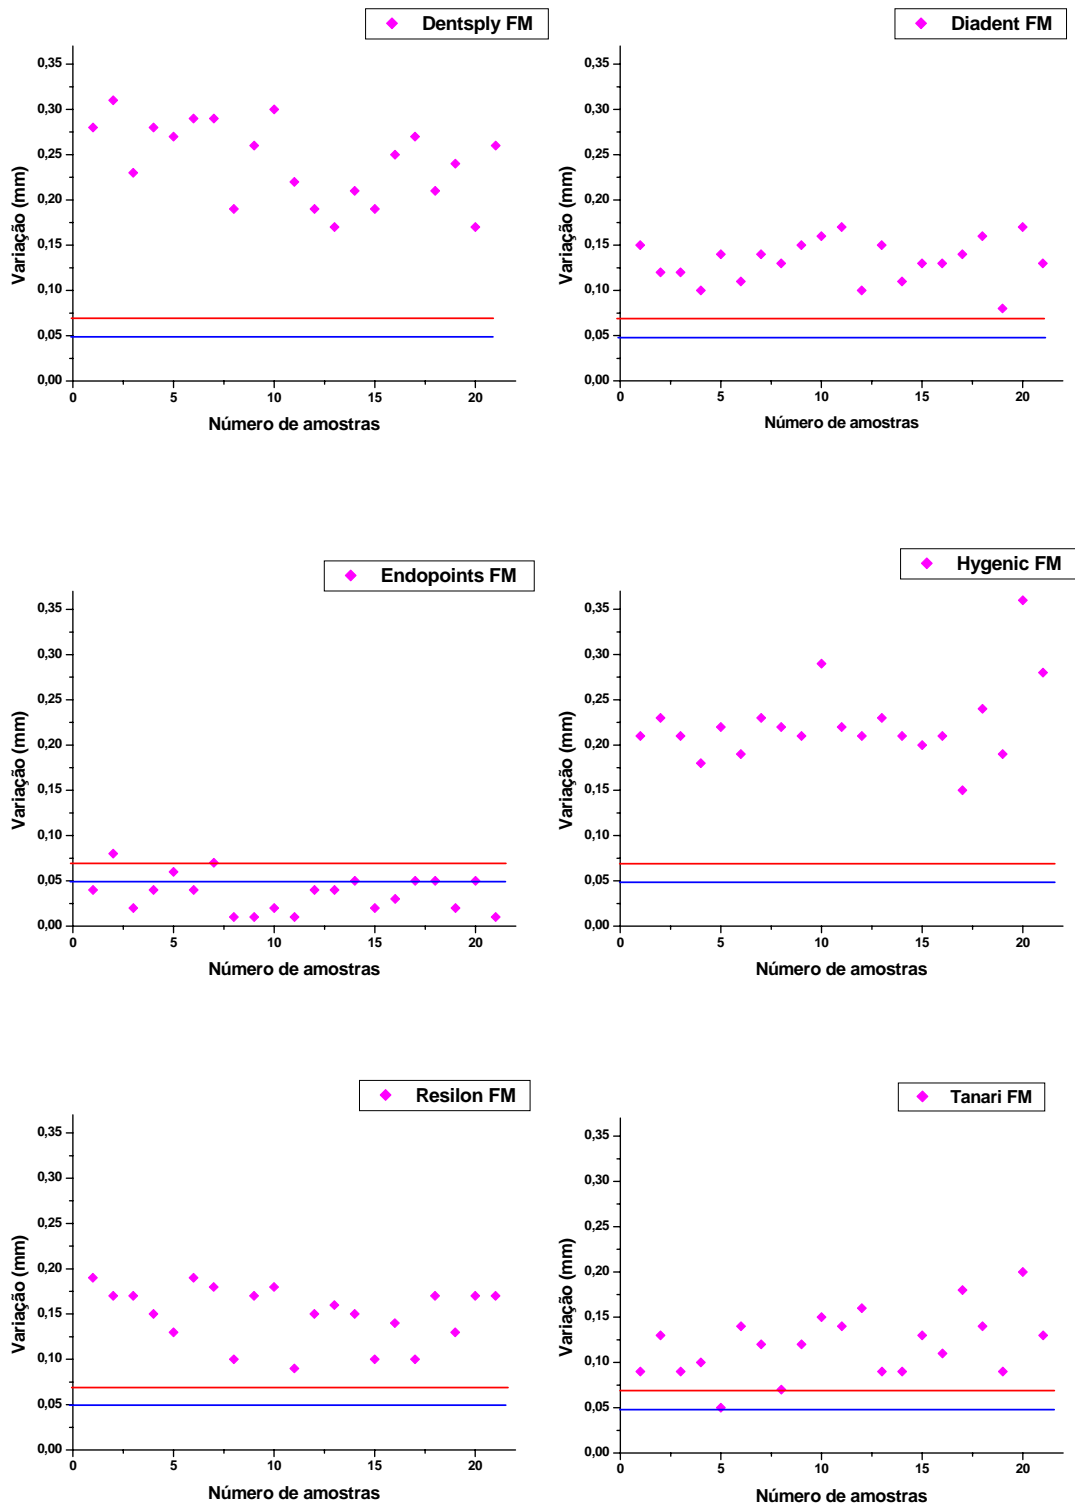 Dentsply FM
0,35
0,30
0,25
0,20
0,15
0,10
0,05
0,00
Variação (mm)
0 5 10 15 20
Número de amostras
Diadent FM
0,35
0,30
0,25
0,20
0,15
0,10
0,05
0,00
Variação (mm)
0 5 10 15 20
Número de amostras
Endopoints FM
0,35
0,30
0,25
0,20
0,15
0,10
0,05
0,00
Variação (mm)
0 5 10 15 20
Número de amostras
Hygenic FM
0,35
0,30
0,25
0,20
0,15
0,10
0,05
0,00
Variação (mm)
0 5 10 15 20
Número de amostras
Resilon FM
0,35
0,30
0,25
0,20
0,15
0,10
0,05
0,00
Variação (mm)
0 5 10 15 20
Número de amostras
Tanari FM
0,35
0,30
0,25
0,20
0,15
0,10
0,05
0,00
Variação (mm)
0 5 10 15 20
Número de amostras